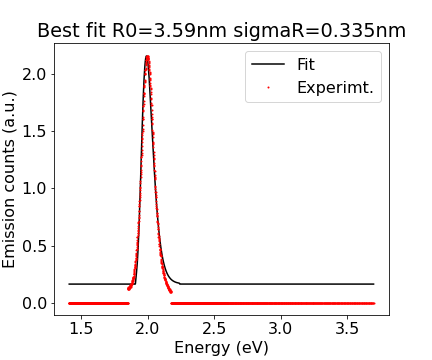 Best fit R0=3.59nm sigmaR=0.335nm
Fit
Experimt.
Emission counts (a.u.)
2.0
1.5
1.0
0.5
0.0
1.5 2.0 2.5 3.0 3.5
Energy (eV)